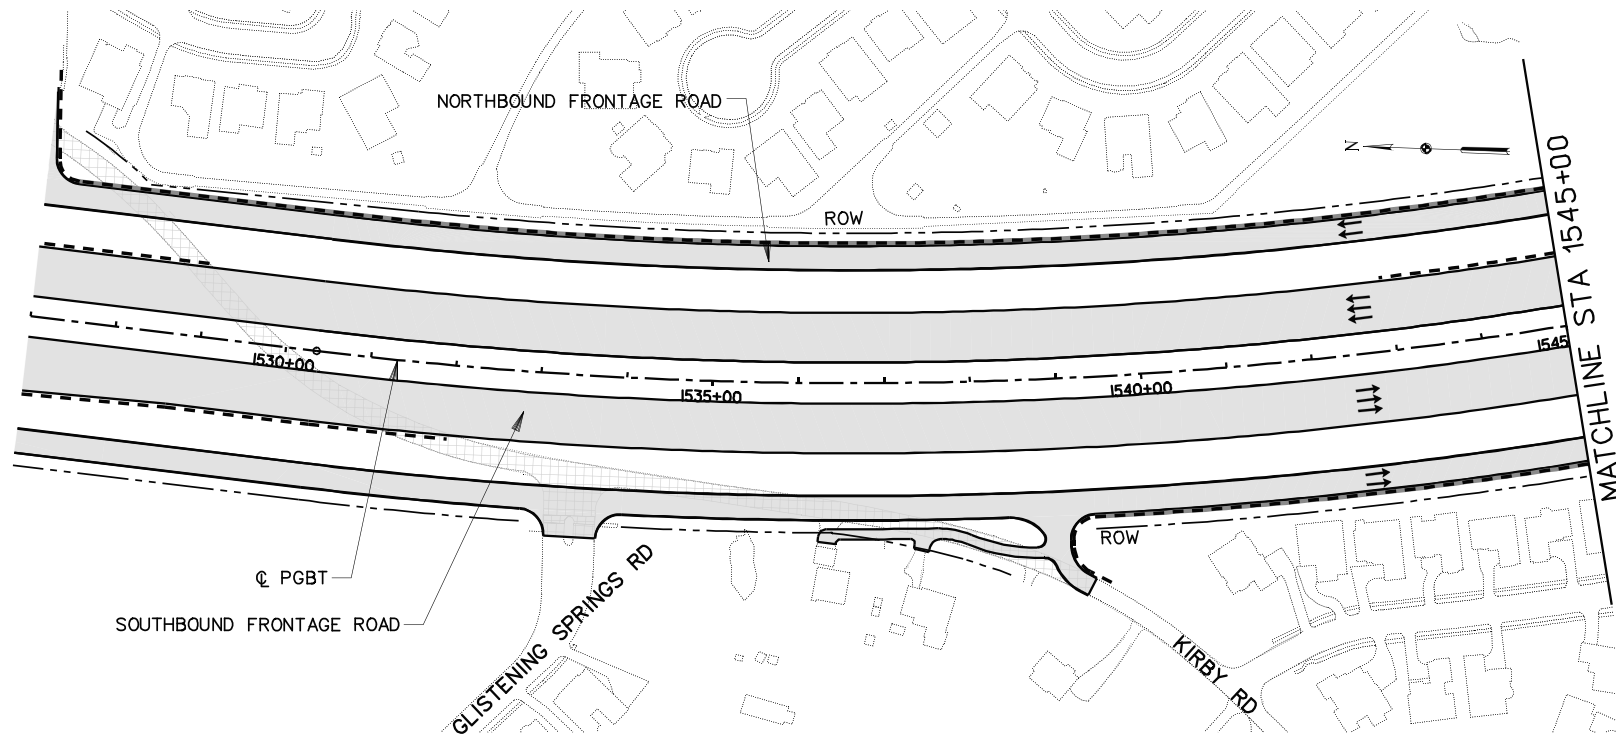 NORTHBOUND FRONTAGE ROAD
N
MATCHLINE STA 1545+00
ROW
1530+00
1535+00
1540+00
1545
ROW
℄ PGBT
SOUTHBOUND FRONTAGE ROAD
GLISTENING SPRINGS RD
KIRBY RD